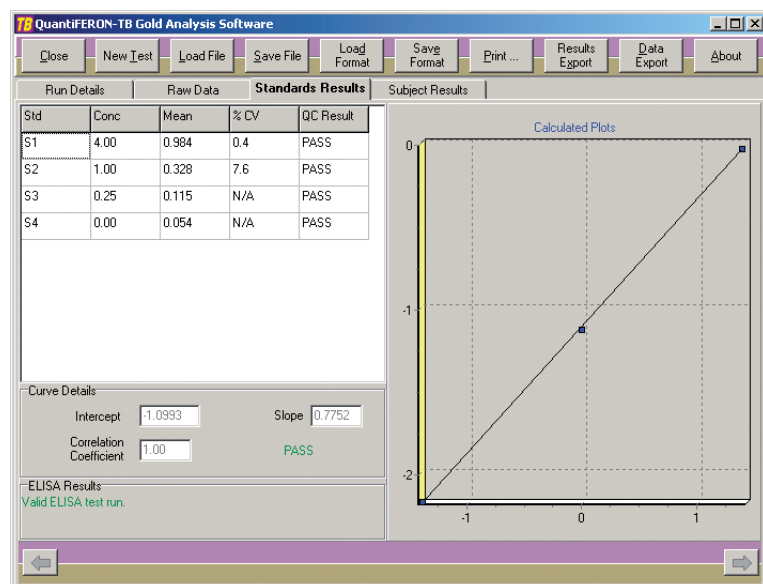 TB QuantiFERON-TB Gold Analysis Software
Close New Test Load File Save File Load Format Save Format Print ... Results Export Data Export About
Run Details Raw Data Standards Results Subject Results
Std Conc Mean % CV QC Result
S1 4.00 0.984 0.4 PASS
S2 1.00 0.328 7.6 PASS
S3 0.25 0.115 N/A PASS
S4 0.00 0.054 N/A PASS
Calculated Plots
0
-1
-2
-1 0 1
Curve Details
Intercept -1.0993 Slope 0.7752
Correlation Coefficient 1.00 PASS
ELISA Results
Valid ELISA test run.